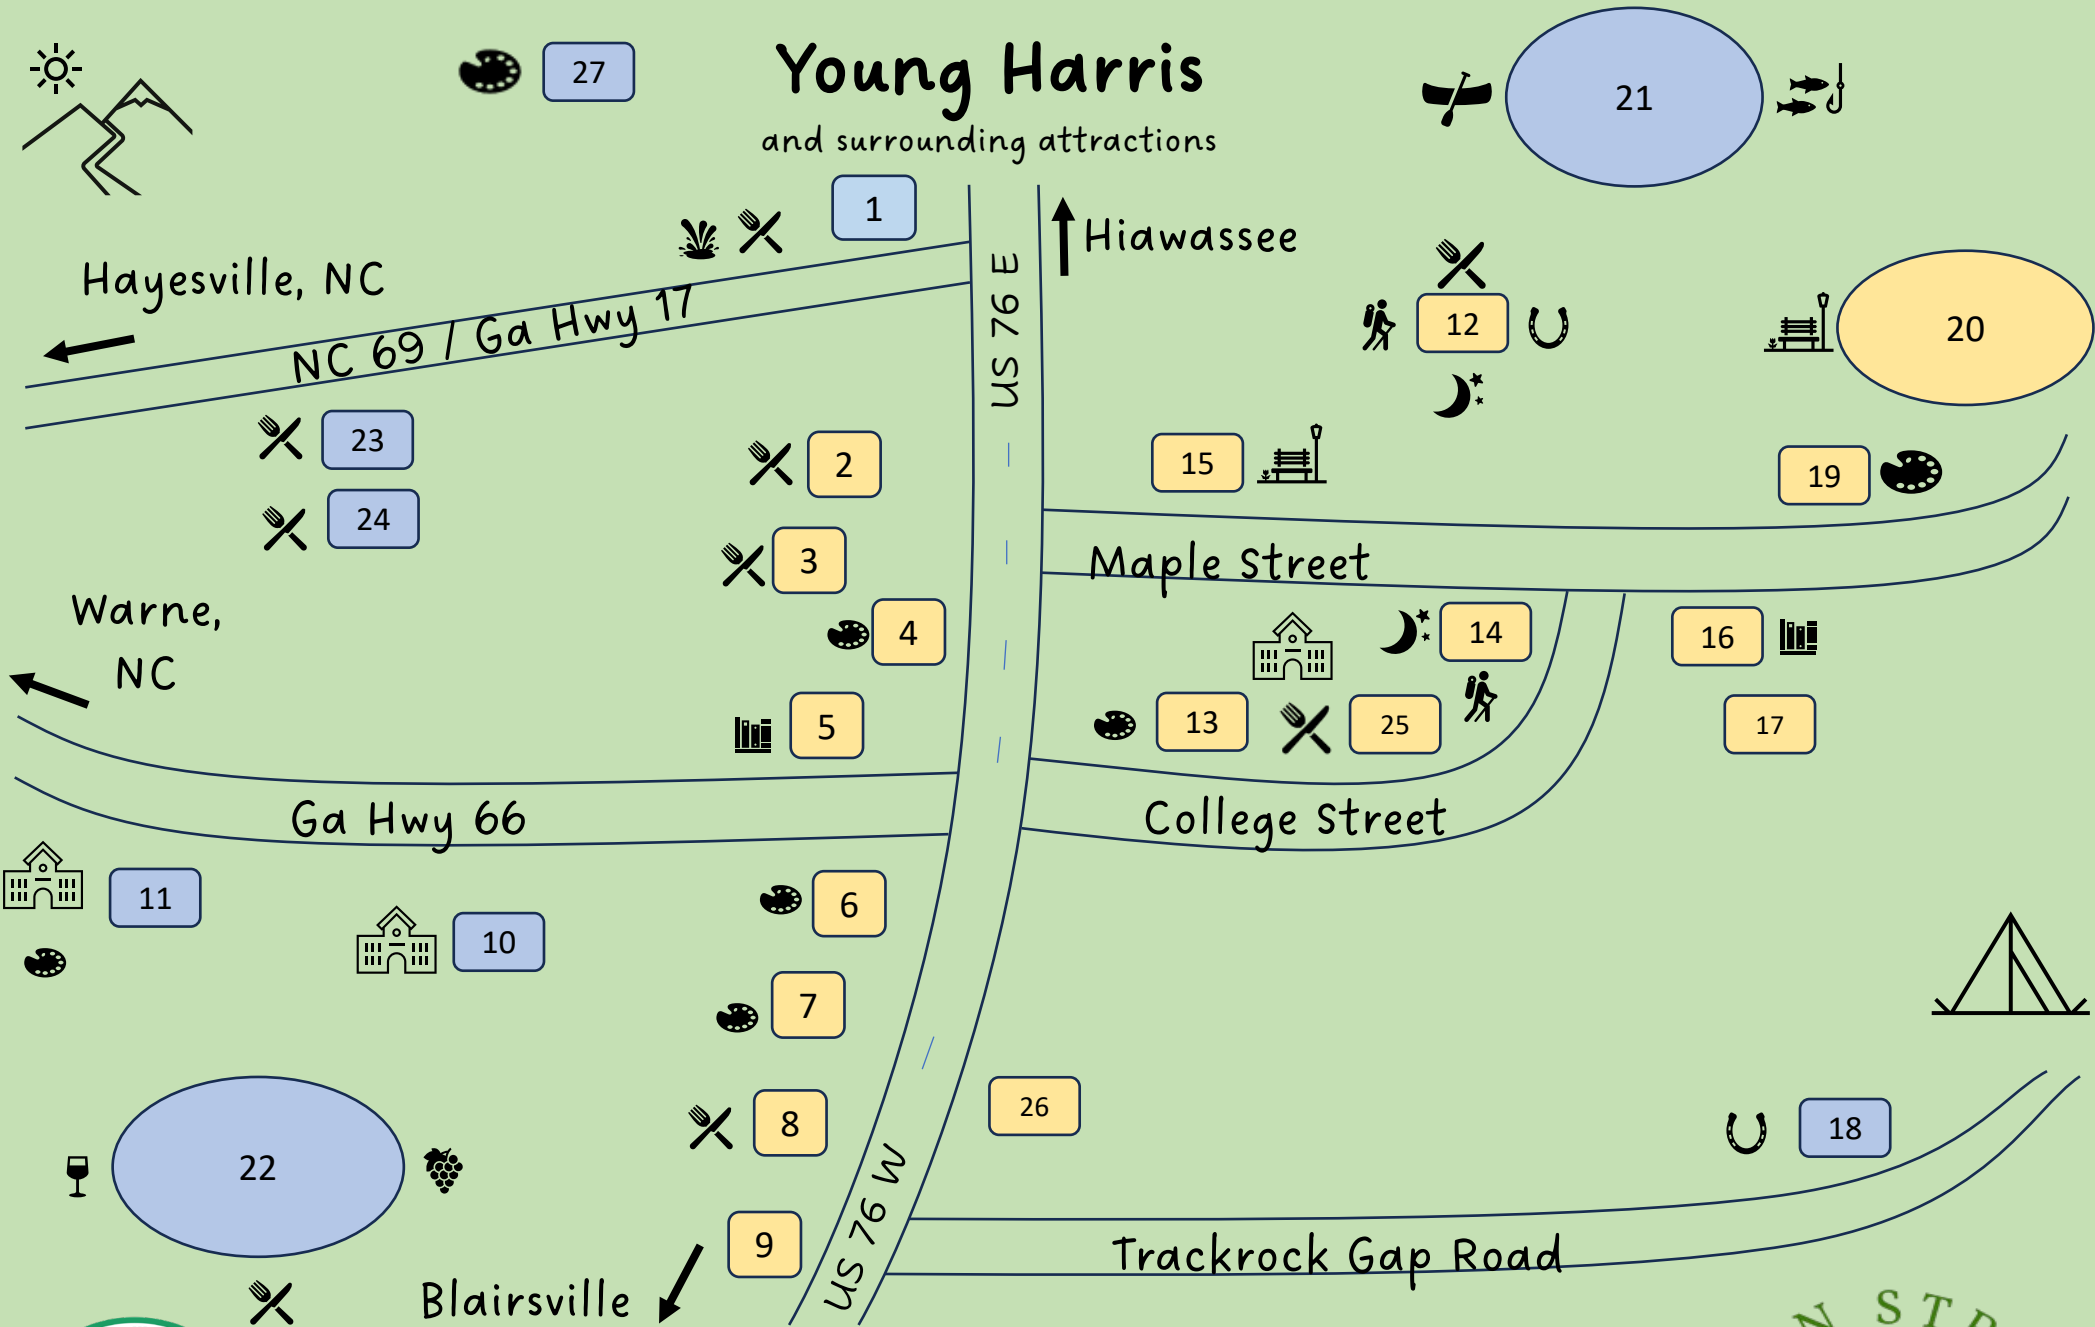 Young Harris
and surrounding attractions
27
21
1
Hiawassee
Hayesville, NC
NC 69 / Ga Hwy 17
US 76 E
12
20
23
2
15
19
24
3
Maple Street
Warne,
NC
4
14
16
5
13
25
17
Ga Hwy 66
College Street
11
10
6
7
8
26
18
22
9
US 76 W
Trackrock Gap Road
Blairsville